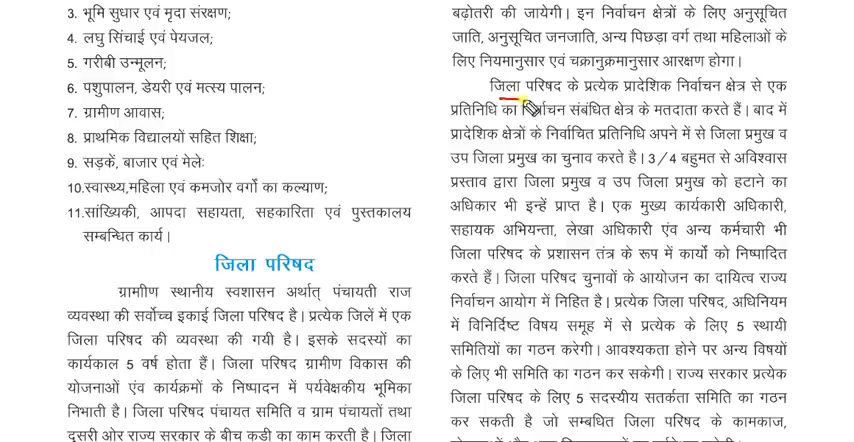 3. भूमि सुधार एवं मृदा संरक्षण;
4. लघु सिंचाई एवं पेयजल;
5. गरीबी उन्मूलन;
6. पशुपालन, डेयरी एवं मत्स्य पालन;
7. ग्रामीण आवास;
8. प्राथमिक विद्यालयों सहित शिक्षा;
9. सड़कें, बाजार एवं मेलेः
10.स्वास्थ्य,महिला एवं कमजोर वर्गों का कल्याण;
11.सांख्यिकी, आपदा सहायता, सहकारिता एवं पुस्तकालय
सम्बन्धित कार्य।
जिला परिषद
ग्रामीण स्थानीय स्वशासन अर्थात् पंचायती राज
व्यवस्था की सर्वोच्च इकाई जिला परिषद है। प्रत्येक जिलें में एक
जिला परिषद की व्यवस्था की गयी है। इसके सदस्यों का
कार्यकाल 5 वर्ष होता हैं। जिला परिषद ग्रामीण विकास की
योजनाओं एंव कार्यक्रमों के निष्पादन में पर्यवेक्षकीय भूमिका
निभाती है। जिला परिषद पंचायत समिति व ग्राम पंचायतों तथा
दूसरी ओर राज्य सरकार के बीच कड़ी का काम करती है। जिला
बढ़ोतरी की जायेगी। इन निर्वाचन क्षेत्रों के लिए अनुसूचित
जाति, अनुसूचित जनजाति, अन्य पिछड़ा वर्ग तथा महिलाओं के
लिए नियमानुसार एवं चक्रानुक्रमानुसार आरक्षण होगा।
जिला परिषद के प्रत्येक प्रादेशिक निर्वाचन क्षेत्र से एक
प्रतिनिधि का संबंधित क्षेत्र के मतदाता करते हैं। बाद में
प्रादेशिक क्षेत्रों के निर्वाचित प्रतिनिधि अपने में से जिला प्रमुख व
उप जिला प्रमुख का चुनाव करते है। 3/4 बहुमत से अविश्वास
प्रस्ताव द्वारा जिला प्रमुख व उप जिला प्रमुख को हटाने का
अधिकार भी इन्हें प्राप्त है। एक मुख्य कार्यकारी अधिकारी,
सहायक अभियन्ता, लेखा अधिकारी एंव अन्य कर्मचारी भी
जिला परिषद के प्रशासन तंत्र के रूप में कार्यों को निष्पादित
करते हैं। जिला परिषद चुनावों के आयोजन का दायित्व राज्य
निर्वाचन आयोग में निहित है। प्रत्येक जिला परिषद, अधिनियम
में विनिर्दिष्ट विषय समूह में से प्रत्येक के लिए 5 स्थायी
समितियों का गठन करेगी। आवश्यकता होने पर अन्य विषयों
के लिए भी समिति का गठन कर सकेगी। राज्य सरकार प्रत्येक
जिला परिषद के लिए 5 सदस्यीय सतर्कता समिति का गठन
कर सकती है जो सम्बधित जिला परिषद के कामकाज,